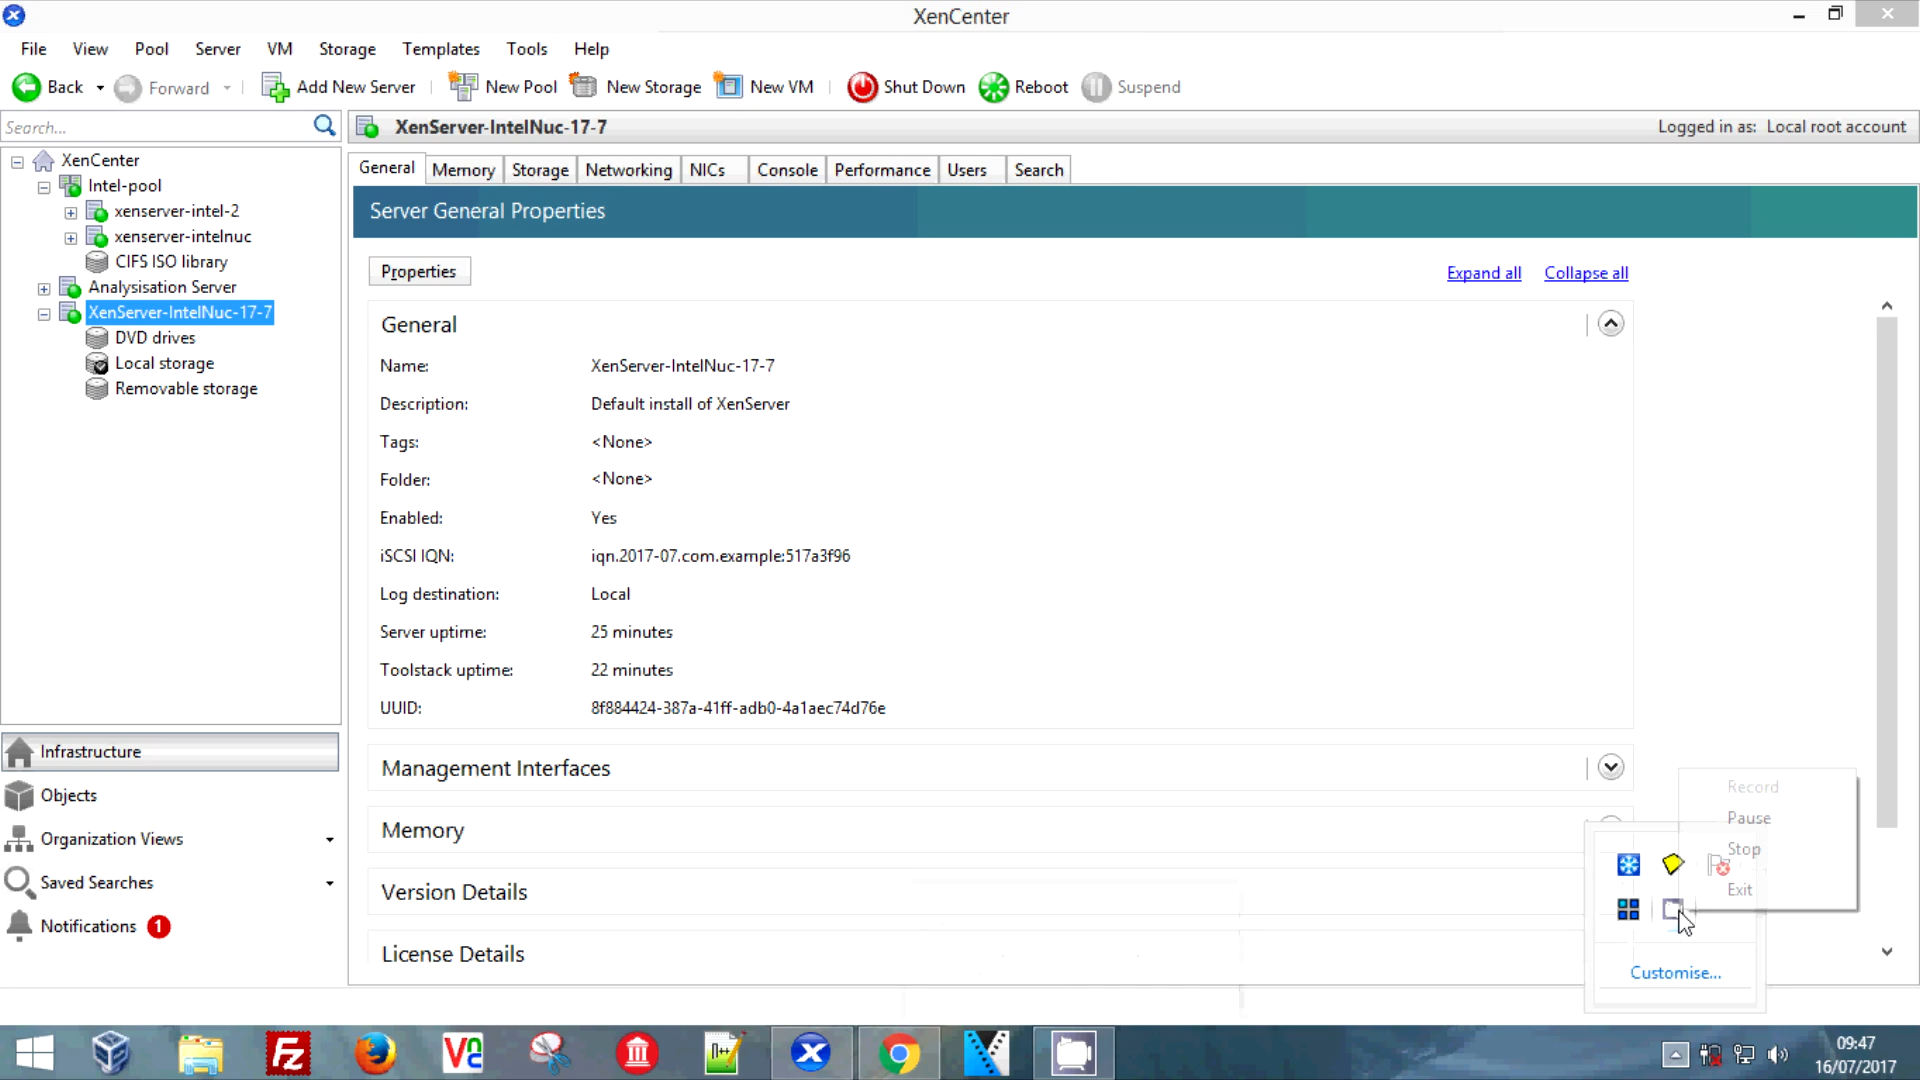 XenCenter
File View Pool Server VM Storage Templates Tools Help
Back Forward Add New Server New Pool New Storage New VM Shut Down Reboot Suspend
Search...
XenServer-IntelNuc-17-7
Logged in as: Local root account
XenCenter
Intel-pool
xenserver-intel-2
xenserver-intelnuc
CIFS ISO library
Analysisation Server
XenServer-IntelNuc-17-7
DVD drives
Local storage
Removable storage
General Memory Storage Networking NICs Console Performance Users Search
Server General Properties
Properties
Expand all Collapse all
General
Name: XenServer-IntelNuc-17-7
Description: Default install of XenServer
Tags: <None>
Folder: <None>
Enabled: Yes
iSCSI IQN: iqn.2017-07.com.example:517a3f96
Log destination: Local
Server uptime: 25 minutes
Toolstack uptime: 22 minutes
UUID: 8f884424-387a-41ff-adb0-4a1aec74d76e
Management Interfaces
Memory
Version Details
License Details
Infrastructure
Objects
Organization Views
Saved Searches
Notifications 1
Record
Pause
Stop
Exit
Customise...
09:47
16/07/2017